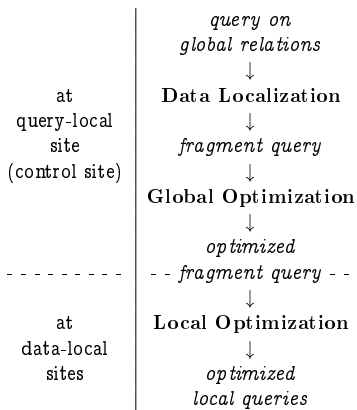 query on
global relations
↓
at
query-local
site
(control site)
Data Localization
↓
fragment query
↓
Global Optimization
↓
optimized
- - - - - - - - - - - fragment query - -
↓
at
data-local
sites
Local Optimization
↓
optimized
local queries